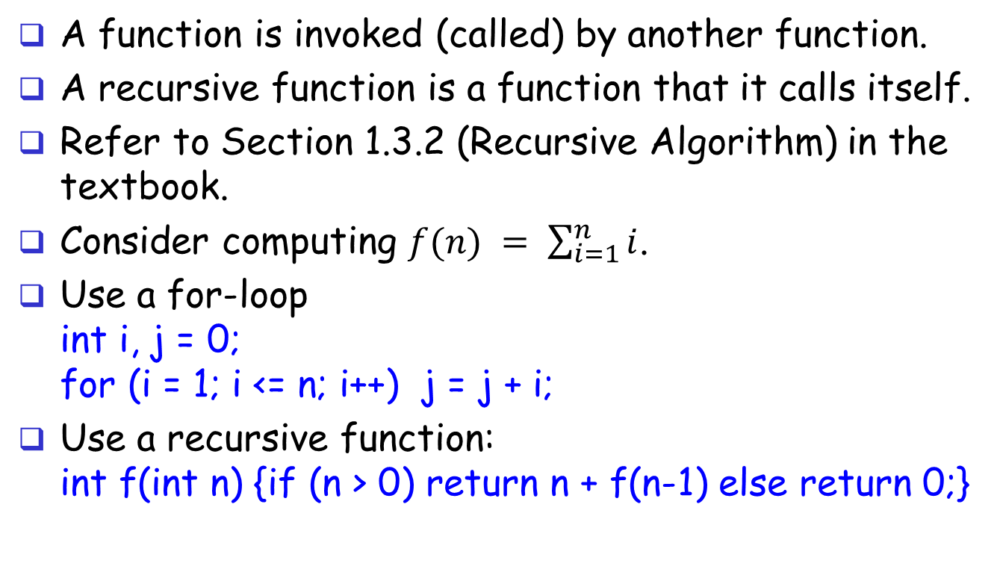 ❑ A function is invoked (called) by another function.
❑ A recursive function is a function that it calls itself.
❑ Refer to Section 1.3.2 (Recursive Algorithm) in the
textbook.
❑ Consider computing f(n) = ∑ⁿᵢ₌₁ i.
❑ Use a for-loop
int i, j = 0;
for (i = 1; i <= n; i++) j = j + i;
❑ Use a recursive function:
int f(int n) {if (n > 0) return n + f(n-1) else return 0;}